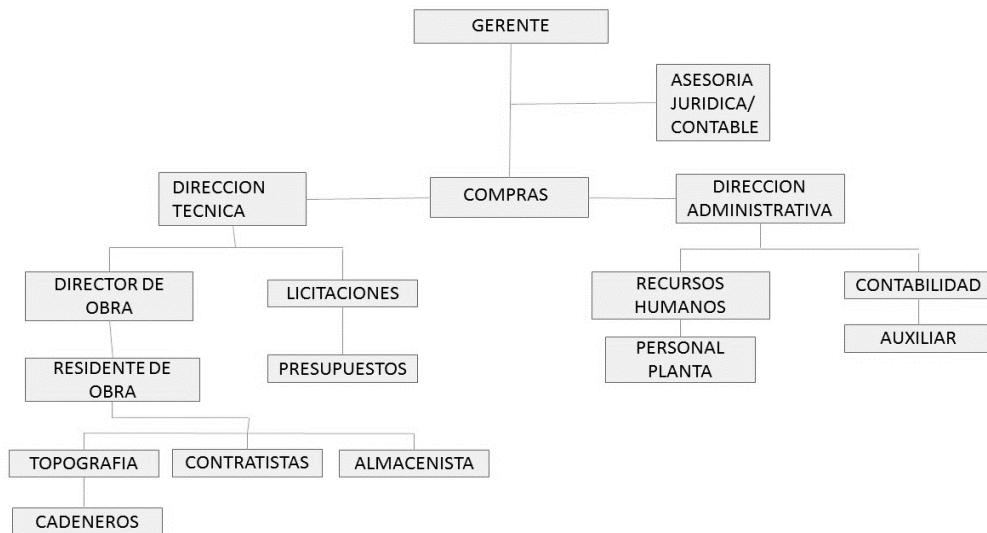 GERENTE
ASESORIA
JURIDICA/
CONTABLE
DIRECCION
TECNICA
COMPRAS
DIRECCION
ADMINISTRATIVA
DIRECTOR DE
OBRA
LICITACIONES
RECURSOS
HUMANOS
CONTABILIDAD
RESIDENTE DE
OBRA
PRESUPUESTOS
PERSONAL
PLANTA
AUXILIAR
TOPOGRAFIA
CONTRATISTAS
ALMACENISTA
CADENEROS